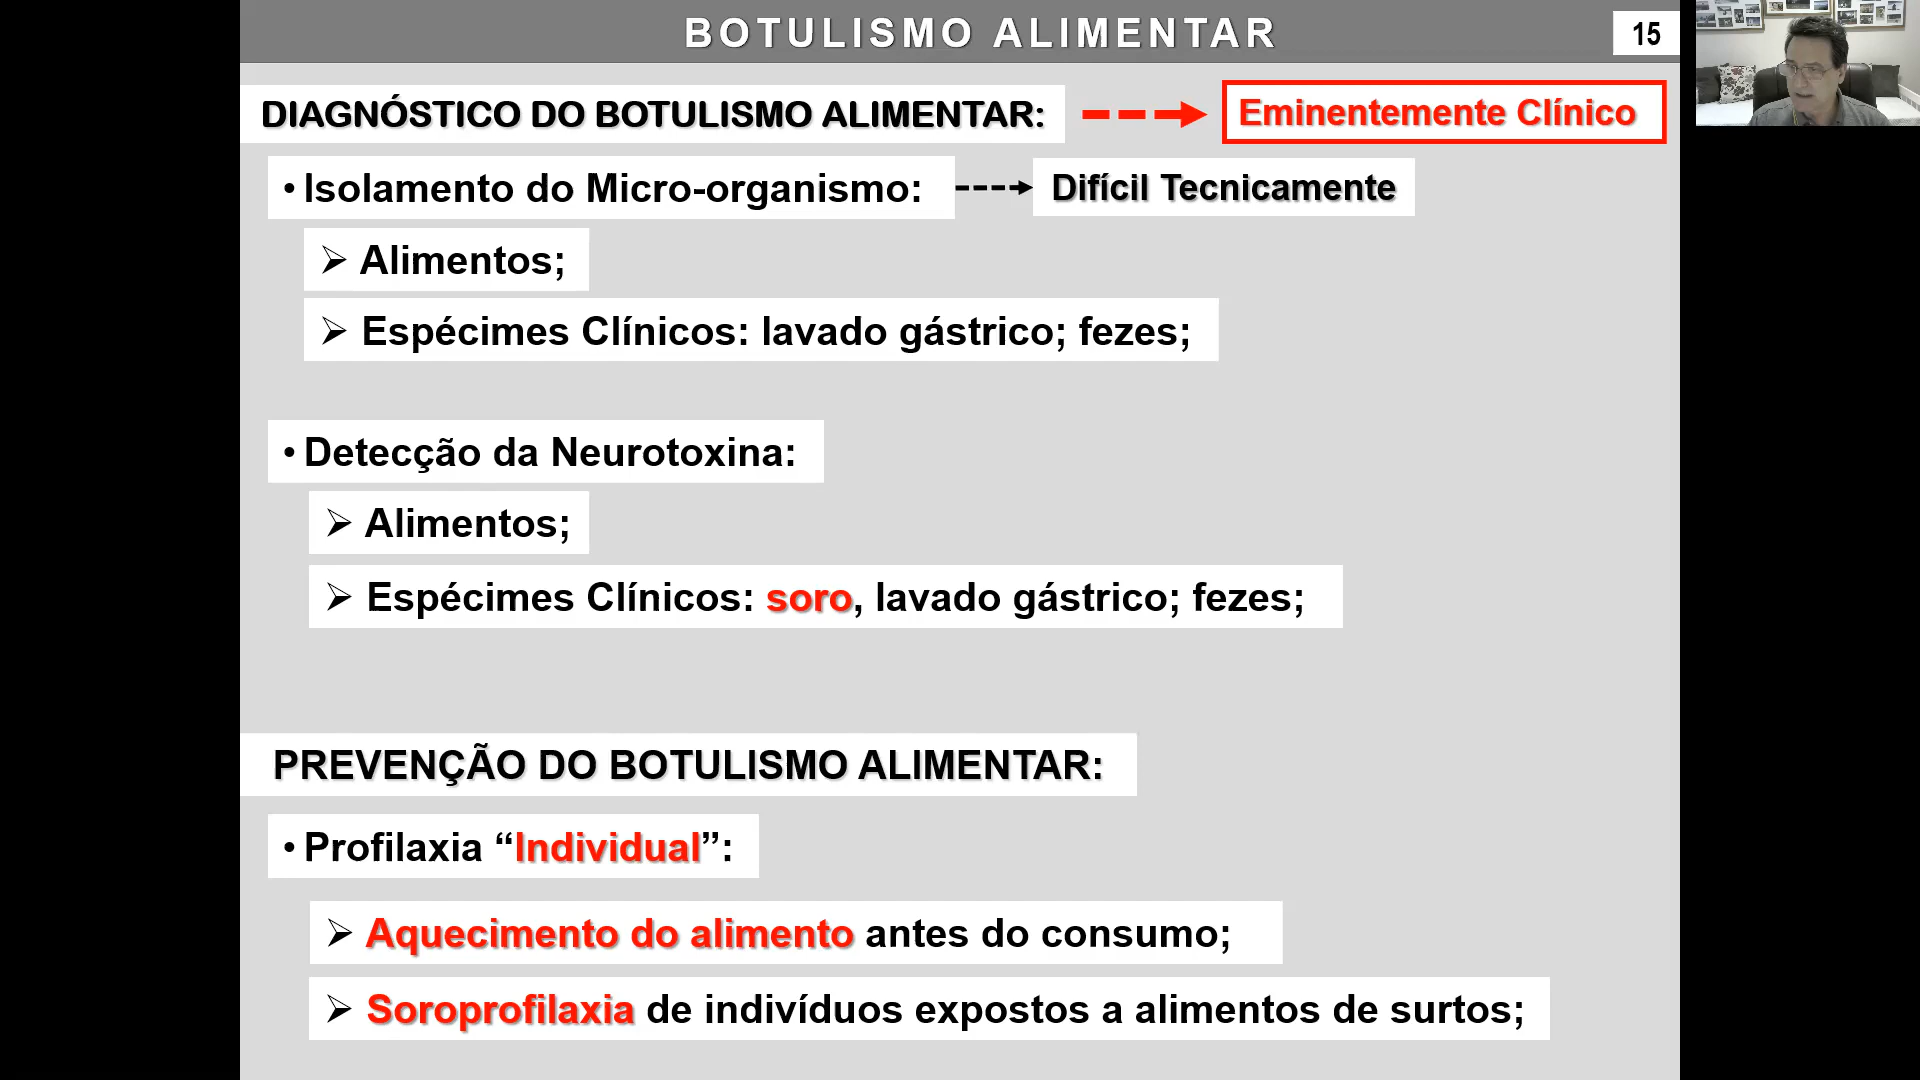 BOTULISMO ALIMENTAR
15
DIAGNÓSTICO DO BOTULISMO ALIMENTAR:
Eminentemente Clínico
• Isolamento do Micro-organismo:
Difícil Tecnicamente
➢ Alimentos;
➢ Espécimes Clínicos: lavado gástrico; fezes;
• Detecção da Neurotoxina:
➢ Alimentos;
➢ Espécimes Clínicos: soro, lavado gástrico; fezes;
PREVENÇÃO DO BOTULISMO ALIMENTAR:
• Profilaxia “Individual”:
➢ Aquecimento do alimento antes do consumo;
➢ Soroprofilaxia de indivíduos expostos a alimentos de surtos;